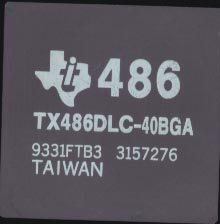 ti 486
TX486DLC-40BGA
9331FTB3 3157276
TAIWAN